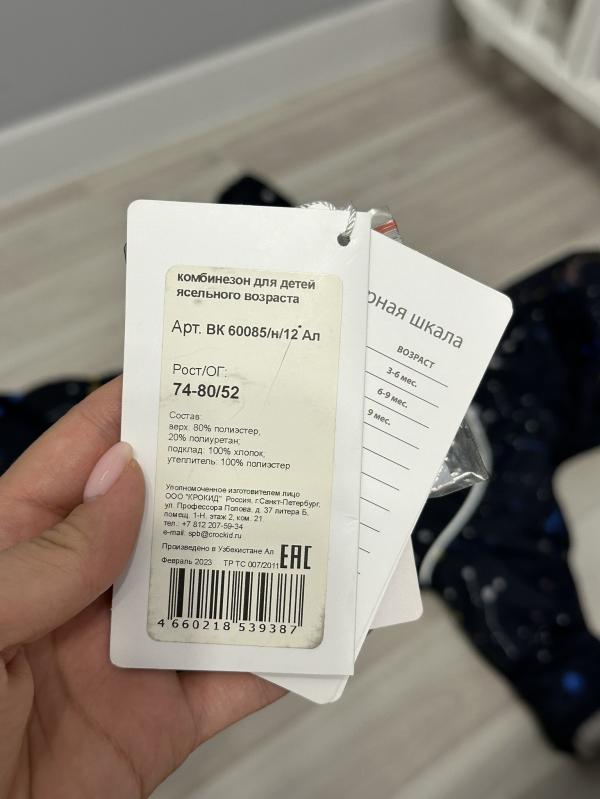 комбинезон для детей
ясельного возраста
Арт. ВК 60085/н/12 Ал
Рост/ОГ:
74-80/52
Состав:
верх: 80% полиэстер,
20% полиуретан;
подклад: 100% хлопок,
утеплитель: 100% полиэстер
Уполномоченное изготовителем лицо
ООО "КРОКИД" Россия, г.Санкт-Петербург,
ул. Профессора Попова, д. 37 литера Б,
помещ. 1-Н, этаж 2, ком. 21
тел.: +7 812 207-59-34
e-mail: spb@crockid.ru
Произведено в Узбекистане Ал
Февраль 2023 ТР ТС 007/2011
EAC
4 660218 539387
рная шкала
ВОЗРАСТ
3-6 мес.
6-9 мес.
9 мес.